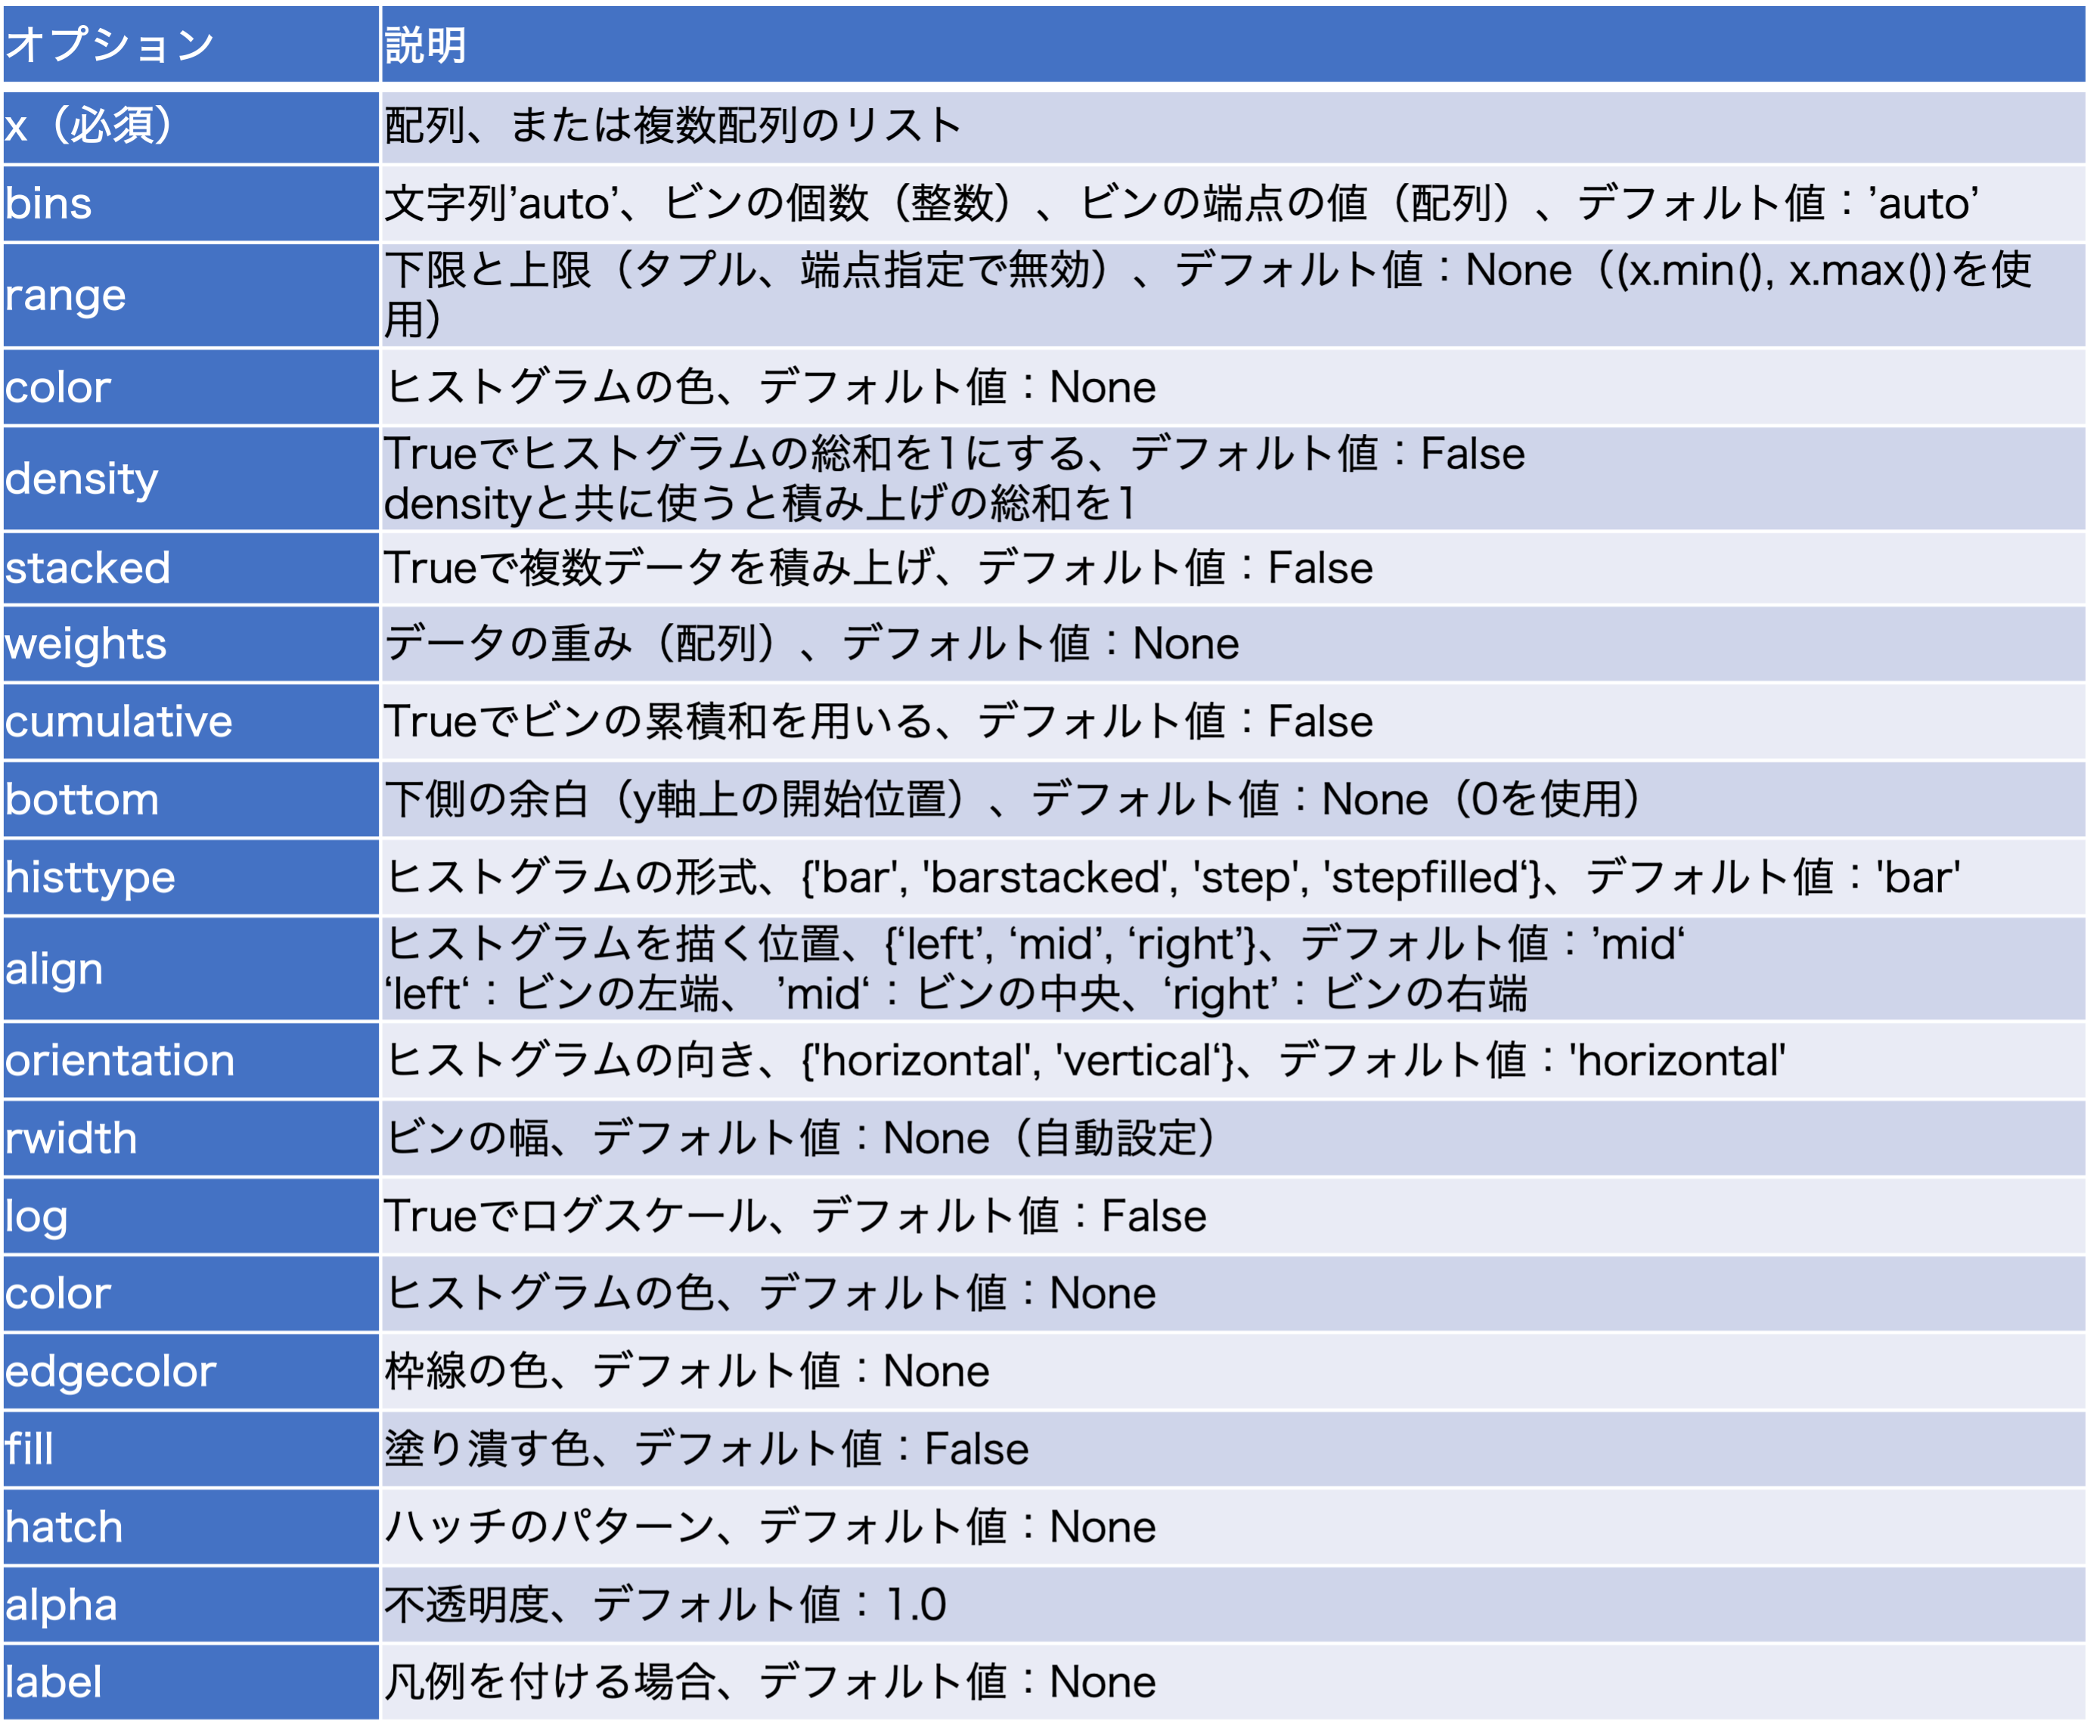 オプション 説明
x（必須） 配列、または複数配列のリスト
bins 文字列’auto’、ビンの個数（整数）、ビンの端点の値（配列）、デフォルト値：’auto’
range 下限と上限（タプル、端点指定で無効）、デフォルト値：None（(x.min(), x.max())を使
用）
color ヒストグラムの色、デフォルト値：None
density Trueでヒストグラムの総和を1にする、デフォルト値：False
densityと共に使うと積み上げの総和を1
stacked Trueで複数データを積み上げ、デフォルト値：False
weights データの重み（配列）、デフォルト値：None
cumulative Trueでビンの累積和を用いる、デフォルト値：False
bottom 下側の余白（y軸上の開始位置）、デフォルト値：None（0を使用）
histtype ヒストグラムの形式、{'bar', 'barstacked', 'step', 'stepfilled‘}、デフォルト値：'bar'
align ヒストグラムを描く位置、{‘left’, ‘mid’, ‘right’}、デフォルト値：’mid‘
‘left‘：ビンの左端、 ’mid‘：ビンの中央、‘right’：ビンの右端
orientation ヒストグラムの向き、{'horizontal', 'vertical‘}、デフォルト値：'horizontal'
rwidth ビンの幅、デフォルト値：None（自動設定）
log Trueでログスケール、デフォルト値：False
color ヒストグラムの色、デフォルト値：None
edgecolor 枠線の色、デフォルト値：None
fill 塗り潰す色、デフォルト値：False
hatch ハッチのパターン、デフォルト値：None
alpha 不透明度、デフォルト値：1.0
label 凡例を付ける場合、デフォルト値：None